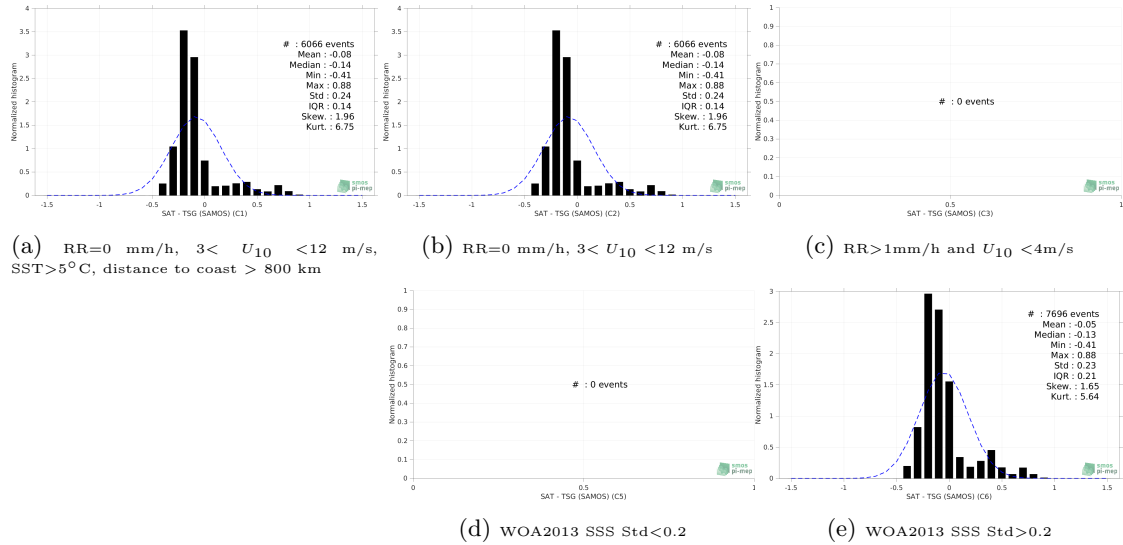 4
3.5
3
2.5
2
1.5
1
0.5
0
-1.5
-1
-0.5
0
0.5
1
1.5
Normalized histogram
# : 6066 events
Mean : -0.08
Median : -0.14
Min : -0.41
Max : 0.88
Std : 0.24
IQR : 0.14
Skew. : 1.96
Kurt. : 6.75
smos
pi-mep
SAT - TSG (SAMOS) (C1)
(a) RR=0 mm/h, 3< U10 <12 m/s,
SST>5°C, distance to coast > 800 km
4
3.5
3
2.5
2
1.5
1
0.5
0
-1.5
-1
-0.5
0
0.5
1
1.5
Normalized histogram
# : 6066 events
Mean : -0.08
Median : -0.14
Min : -0.41
Max : 0.88
Std : 0.24
IQR : 0.14
Skew. : 1.96
Kurt. : 6.75
smos
pi-mep
SAT - TSG (SAMOS) (C2)
(b) RR=0 mm/h, 3< U10 <12 m/s
1
0.9
0.8
0.7
0.6
0.5
0.4
0.3
0.2
0.1
0
0.5
1
Normalized histogram
# : 0 events
smos
pi-mep
SAT - TSG (SAMOS) (C3)
(c) RR>1mm/h and U10 <4m/s
1
0.9
0.8
0.7
0.6
0.5
0.4
0.3
0.2
0.1
0
0
0.5
1
Normalized histogram
# : 0 events
smos
pi-mep
SAT - TSG (SAMOS) (C5)
(d) WOA2013 SSS Std<0.2
3
2.5
2
1.5
1
0.5
0
-1.5
-1
-0.5
0
0.5
1
1.5
Normalized histogram
# : 7696 events
Mean : -0.05
Median : -0.13
Min : -0.41
Max : 0.88
Std : 0.23
IQR : 0.21
Skew. : 1.65
Kurt. : 5.64
smos
pi-mep
SAT - TSG (SAMOS) (C6)
(e) WOA2013 SSS Std>0.2